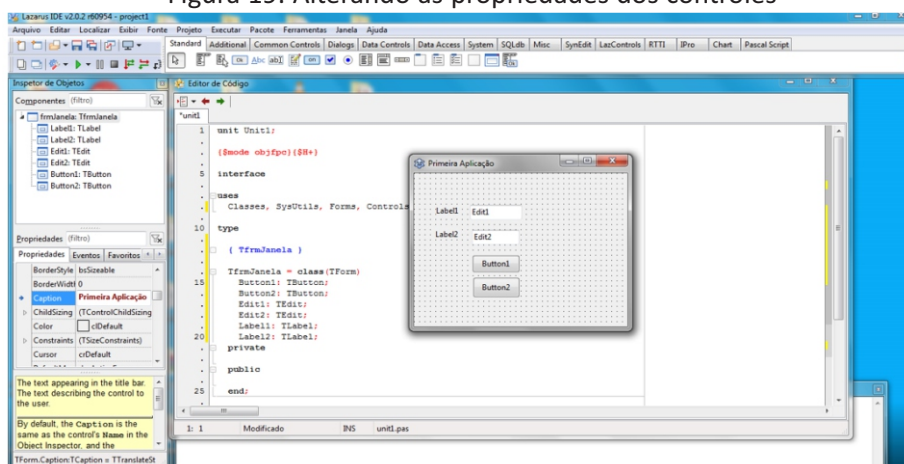 Figura 15: Alterando as propriedades dos controles
Lazarus IDE v2.0.2 r60954 - project1
Arquivo Editar Localizar Exibir Fonte Projeto Executar Pacote Ferramentas Janela Ajuda
Standard Additional Common Controls Dialogs Data Controls Data Access System SQLdb Misc SynEdit LazControls RTTI IPro Chart Pascal Script
Inspetor de Objetos
Componentes (filtro)
frmJanela: TfrmJanela
Label1: TLabel
Label2: TLabel
Edit1: TEdit
Edit2: TEdit
Button1: TButton
Button2: TButton
Propriedades (filtro)
Propriedades Eventos Favoritos
BorderStyle bsSizeable
BorderWidth 0
Caption Primeira Aplicação
ChildSizing (TControlChildSizing
Color clDefault
Constraints (TSizeConstraints)
Cursor crDefault
The text appearing in the title bar.
The text describing the control to
the user.
By default, the Caption is the
same as the control's Name in the
Object Inspector, and the
TForm.Caption:TCaption = TTranslateSt
Editor de Código
*unit1
1 unit Unit1;
{$mode objfpc}{$H+}
5 interface
uses
Classes, SysUtils, Forms, Controls
10 type
{ TfrmJanela }
TfrmJanela = class(TForm)
15 Button1: TButton;
Button2: TButton;
Edit1: TEdit;
Edit2: TEdit;
Label1: TLabel;
20 Label2: TLabel;
private
public
25 end;
1: 1 Modificado INS unit1.pas
Primeira Aplicação
Label1 Edit1
Label2 Edit2
Button1
Button2